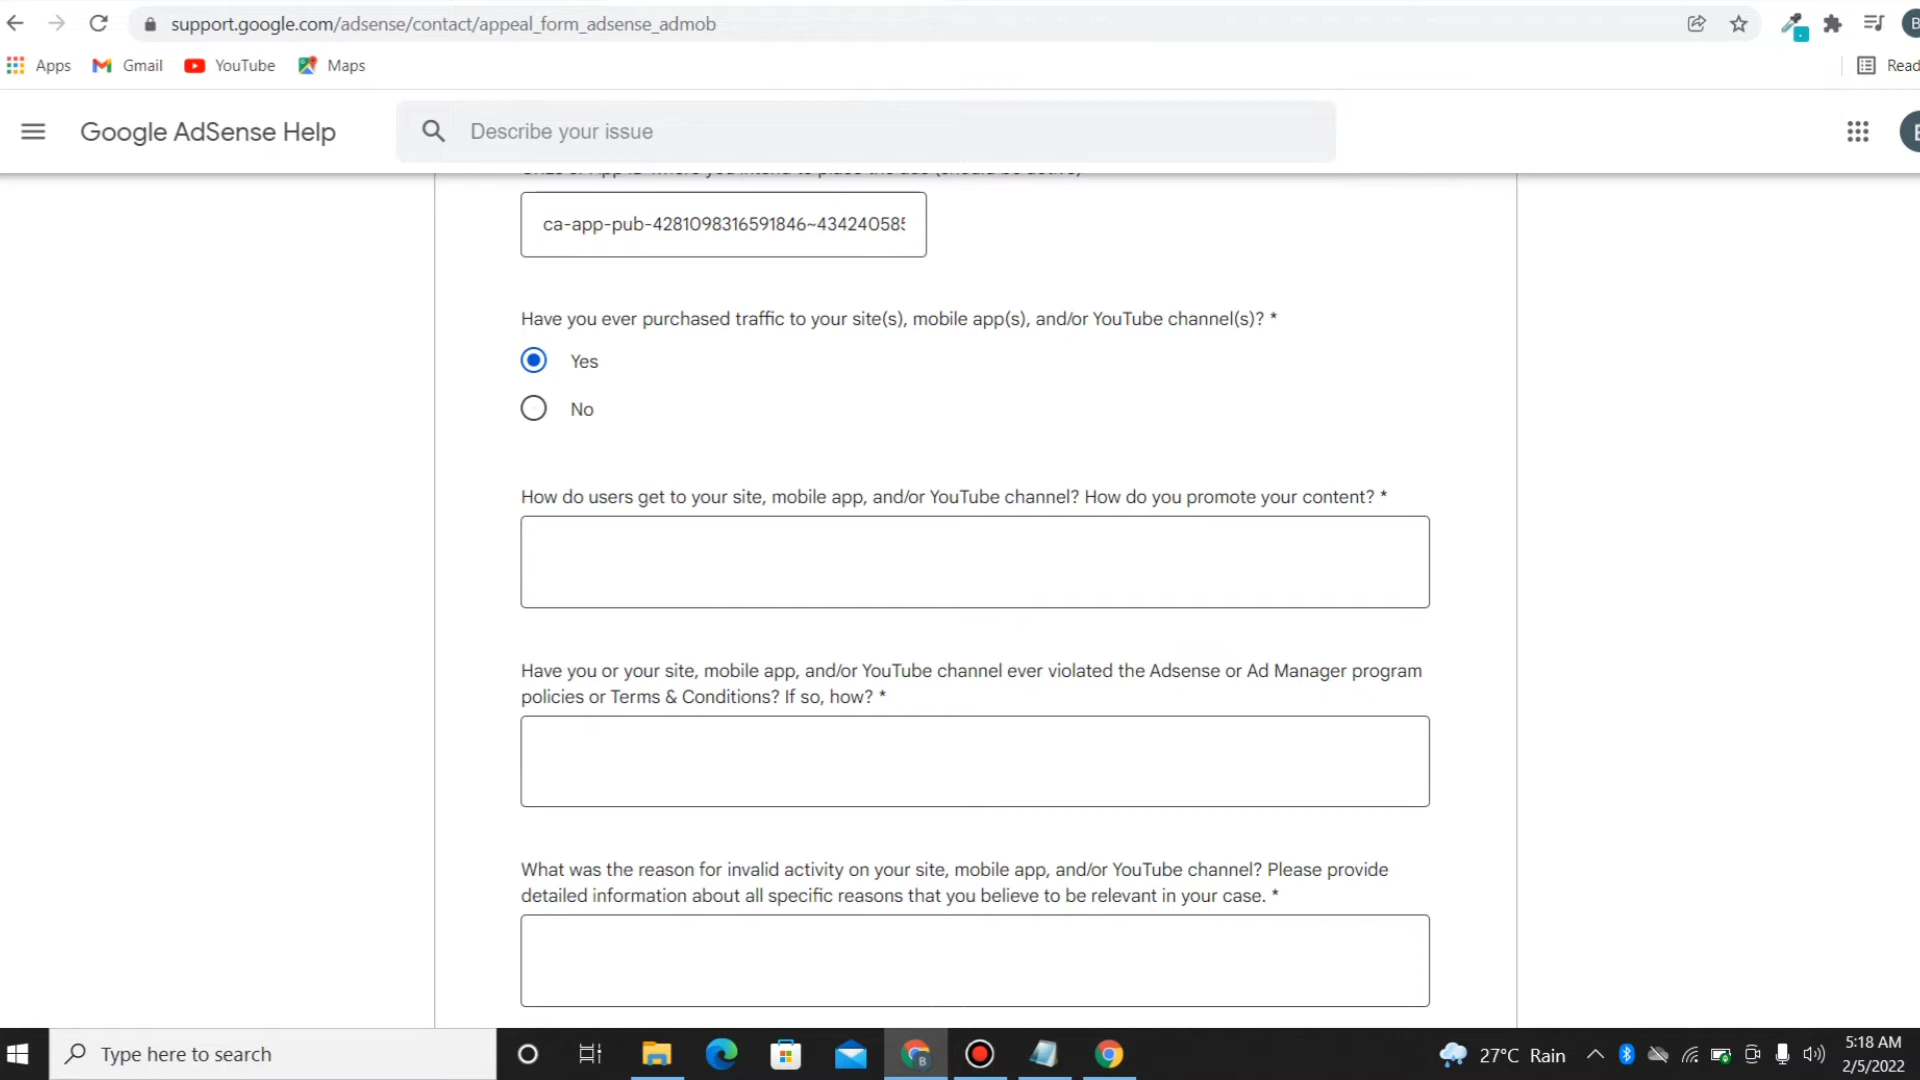 support.google.com/adsense/contact/appeal_form_adsense_admob
Apps
Gmail
YouTube
Maps
Read
Google AdSense Help
Describe your issue
ca-app-pub-4281098316591846~434240585
Have you ever purchased traffic to your site(s), mobile app(s), and/or YouTube channel(s)? *
Yes
No
How do users get to your site, mobile app, and/or YouTube channel? How do you promote your content? *
Have you or your site, mobile app, and/or YouTube channel ever violated the Adsense or Ad Manager program
policies or Terms & Conditions? If so, how? *
What was the reason for invalid activity on your site, mobile app, and/or YouTube channel? Please provide
detailed information about all specific reasons that you believe to be relevant in your case. *
Type here to search
27°C Rain
5:18 AM
2/5/2022